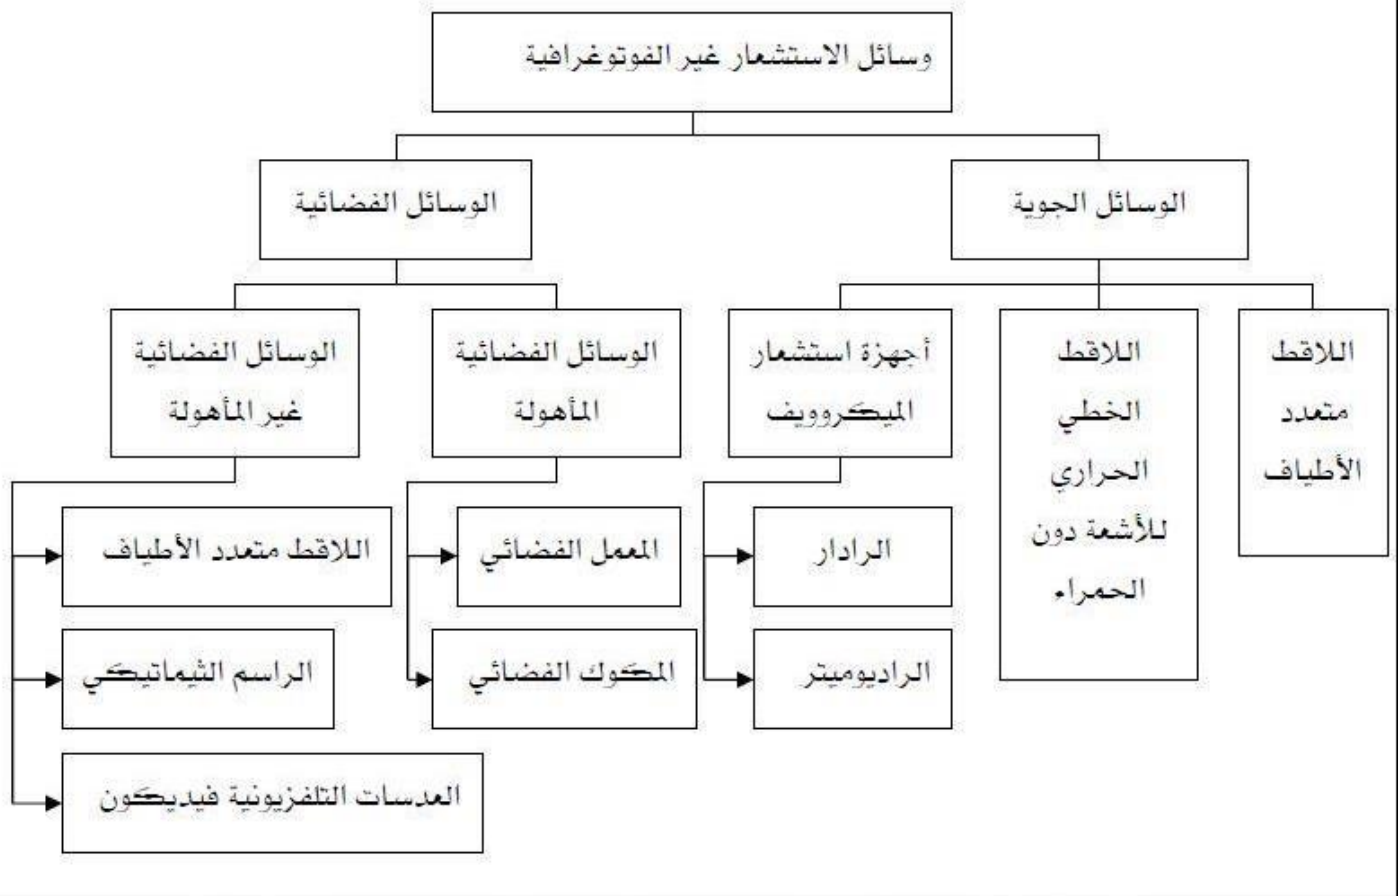 وسائل الاستشعار غير الفوتوغرافية
الوسائل الجوية
الوسائل الفضائية
اللاقط
متعدد
الأطياف
اللاقط
الخطي
الحراري
للأشعة دون
الحمراء
أجهزة استشعار
الميكروويف
الوسائل الفضائية
المأهولة
الوسائل الفضائية
غير المأهولة
الرادار
الراديوميتر
المعمل الفضائي
المكوك الفضائي
اللاقط متعدد الأطياف
الراسم الثيماتيكي
العدسات التلفزيونية فيديكون